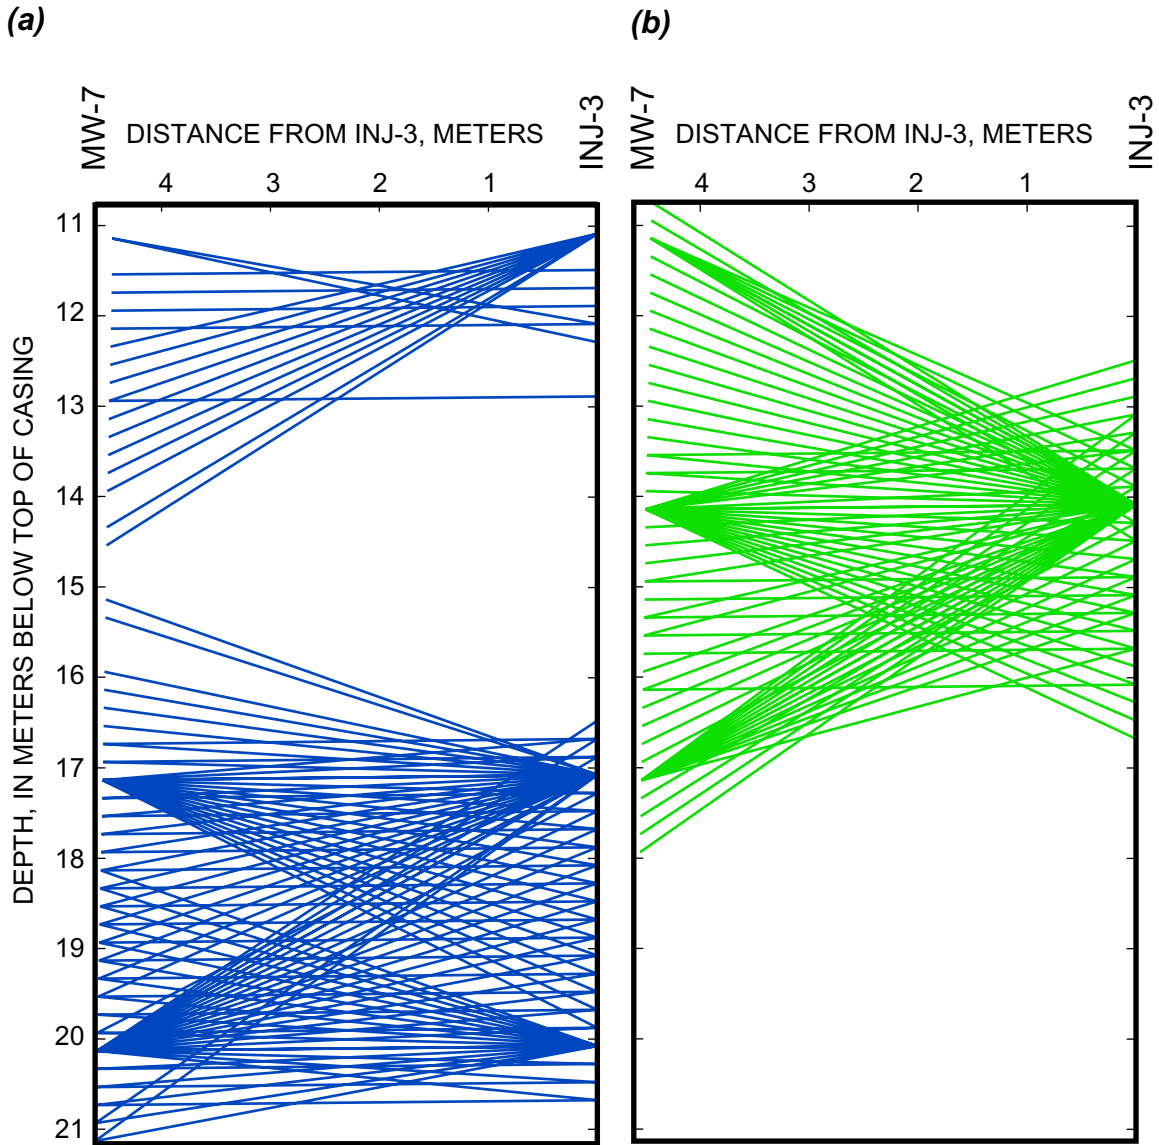 (a)
(b)
MW-7
DISTANCE FROM INJ-3, METERS
INJ-3
MW-7
DISTANCE FROM INJ-3, METERS
INJ-3
4 3 2 1
4 3 2 1
DEPTH, IN METERS BELOW TOP OF CASING
11
12
13
14
15
16
17
18
19
20
21